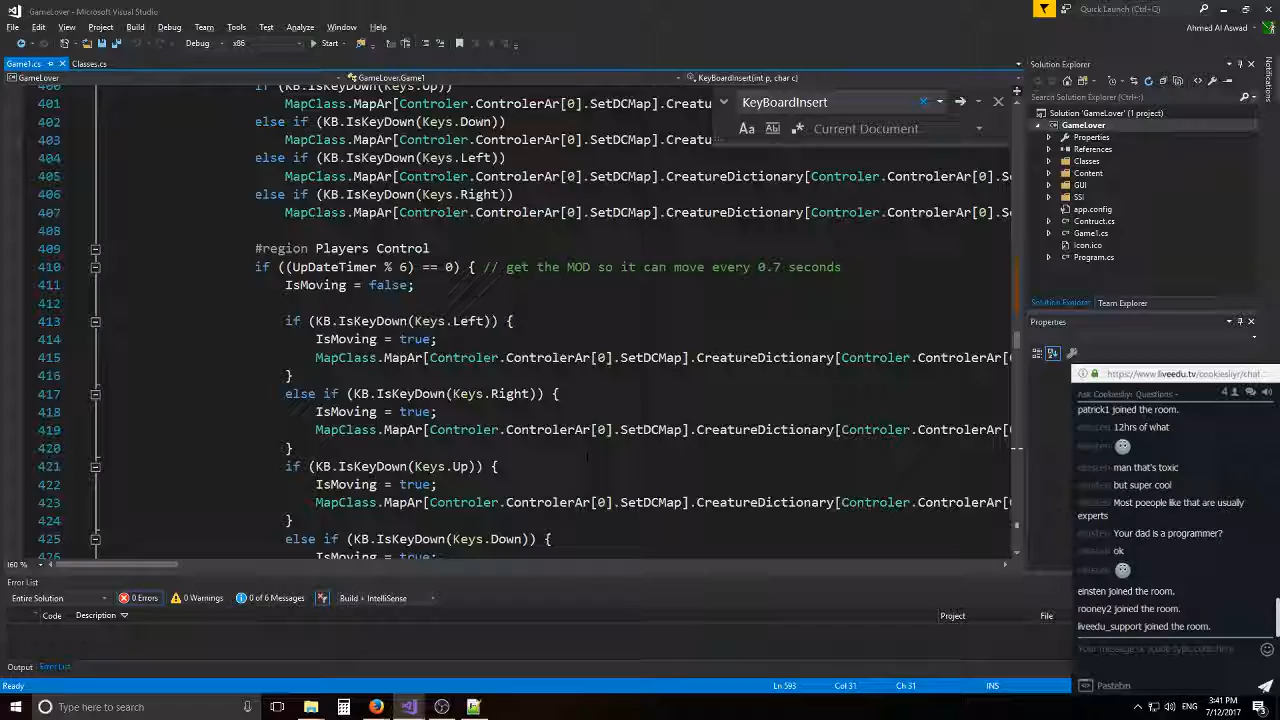 GameLover - Microsoft Visual Studio
Quick Launch (Ctrl+Q)
File Edit View Project Build Debug Team Tools Architecture Test Analyze Window Help
Ahmed Al Aswad
Debug x86 Start
Game1.cs Classes.cs
GameLover GameLover.Game1 KeyBoardInsert(int p, char c)
KeyBoardInsert
Aa Ab| .* Current Document
400 if (KB.IsKeyDown(Keys.Up))
401 MapClass.MapAr[Controler.ControlerAr[0].SetDCMap].Creatu
402 else if (KB.IsKeyDown(Keys.Down))
403 MapClass.MapAr[Controler.ControlerAr[0].SetDCMap].Creatu
404 else if (KB.IsKeyDown(Keys.Left))
405 MapClass.MapAr[Controler.ControlerAr[0].SetDCMap].CreatureDictionary[Controler.ControlerAr[0].Se
406 else if (KB.IsKeyDown(Keys.Right))
407 MapClass.MapAr[Controler.ControlerAr[0].SetDCMap].CreatureDictionary[Controler.ControlerAr[0].Se
408
409 #region Players Control
410 if ((UpDateTimer % 6) == 0) { // get the MOD so it can move every 0.7 seconds
411 IsMoving = false;
412
413 if (KB.IsKeyDown(Keys.Left)) {
414 IsMoving = true;
415 MapClass.MapAr[Controler.ControlerAr[0].SetDCMap].CreatureDictionary[Controler.ControlerAr[0
416 }
417 else if (KB.IsKeyDown(Keys.Right)) {
418 IsMoving = true;
419 MapClass.MapAr[Controler.ControlerAr[0].SetDCMap].CreatureDictionary[Controler.ControlerAr[0
420 }
421 if (KB.IsKeyDown(Keys.Up)) {
422 IsMoving = true;
423 MapClass.MapAr[Controler.ControlerAr[0].SetDCMap].CreatureDictionary[Controler.ControlerAr[0
424 }
425 else if (KB.IsKeyDown(Keys.Down)) {
426 IsMoving = true;
160 %
Error List
Entire Solution 0 Errors 0 Warnings 0 of 6 Messages Build + IntelliSense
Code Description Project File
Output Error List
Ready Ln 593 Col 31 Ch 31 INS
Solution Explorer
Search Solution Explorer (Ctrl+;)
Solution 'GameLover' (1 project)
GameLover
Properties
References
Classes
Content
GUI
SSI
app.config
Contruct.cs
Game1.cs
Icon.ico
Program.cs
Solution Explorer Team Explorer
Properties
Notifications
https://www.liveedu.tv/cookiesliyr/chat
Ask Cookiesliyr: Questions 4
patrick1 joined the room.
12hrs of what
man that's toxic
but super cool
Most poeople like that are usually
experts
Your dad is a programmer?
ok
einsten joined the room.
rooney2 joined the room.
liveedu_support joined the room.
Pastebin
Type here to search
ENG
3:41 PM
7/12/2017